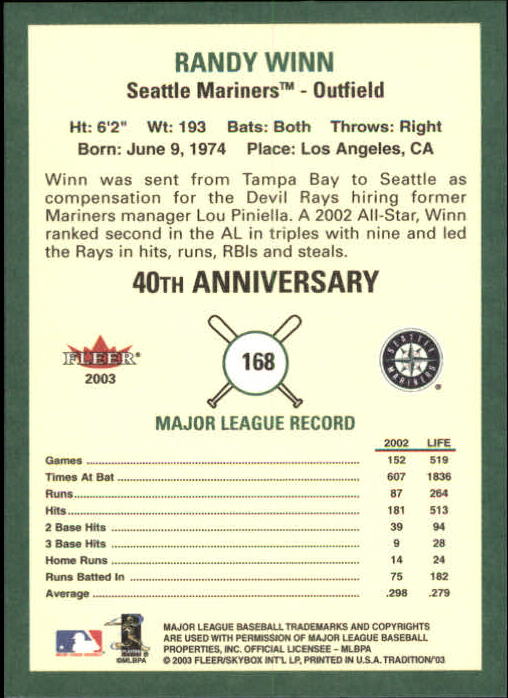 RANDY WINN
Seattle Mariners™ - Outfield
Ht: 6'2" Wt: 193 Bats: Both Throws: Right
Born: June 9, 1974 Place: Los Angeles, CA
Winn was sent from Tampa Bay to Seattle as
compensation for the Devil Rays hiring former
Mariners manager Lou Piniella. A 2002 All-Star, Winn
ranked second in the AL in triples with nine and led
the Rays in hits, runs, RBIs and steals.
40TH ANNIVERSARY
FLEER®
2003
168
SEATTLE MARINERS ®
MAJOR LEAGUE RECORD
2002 LIFE
Games 152 519
Times At Bat 607 1836
Runs 87 264
Hits 181 513
2 Base Hits 39 94
3 Base Hits 9 28
Home Runs 14 24
Runs Batted In 75 182
Average .298 .279
©MLBPA
MAJOR LEAGUE BASEBALL TRADEMARKS AND COPYRIGHTS
ARE USED WITH PERMISSION OF MAJOR LEAGUE BASEBALL
PROPERTIES, INC. OFFICIAL LICENSEE - MLBPA
© 2003 FLEER/SKYBOX INT'L LP, PRINTED IN U.S.A. TRADITION'03